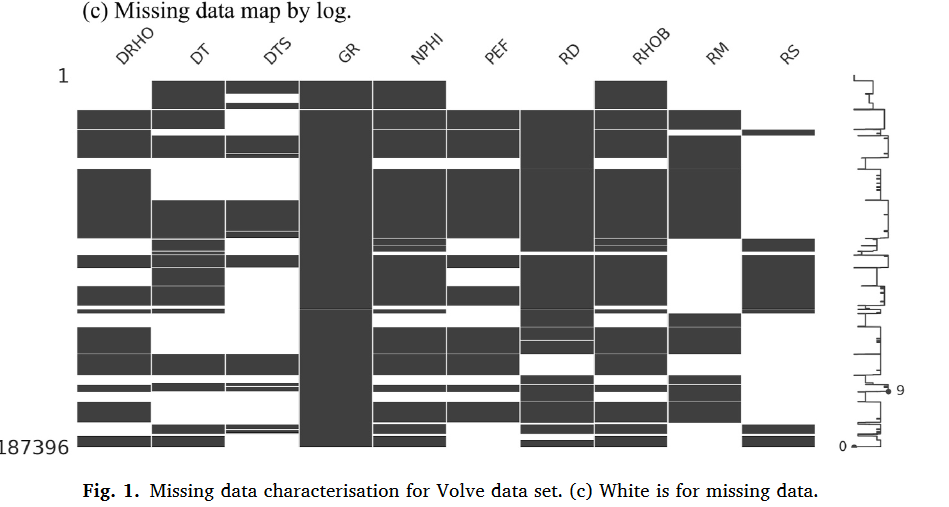 (c) Missing data map by log.
DRHO DT DTS GR NPHI PEF RD RHOB RM RS
1
9
187396 0
Fig. 1. Missing data characterisation for Volve data set. (c) White is for missing data.